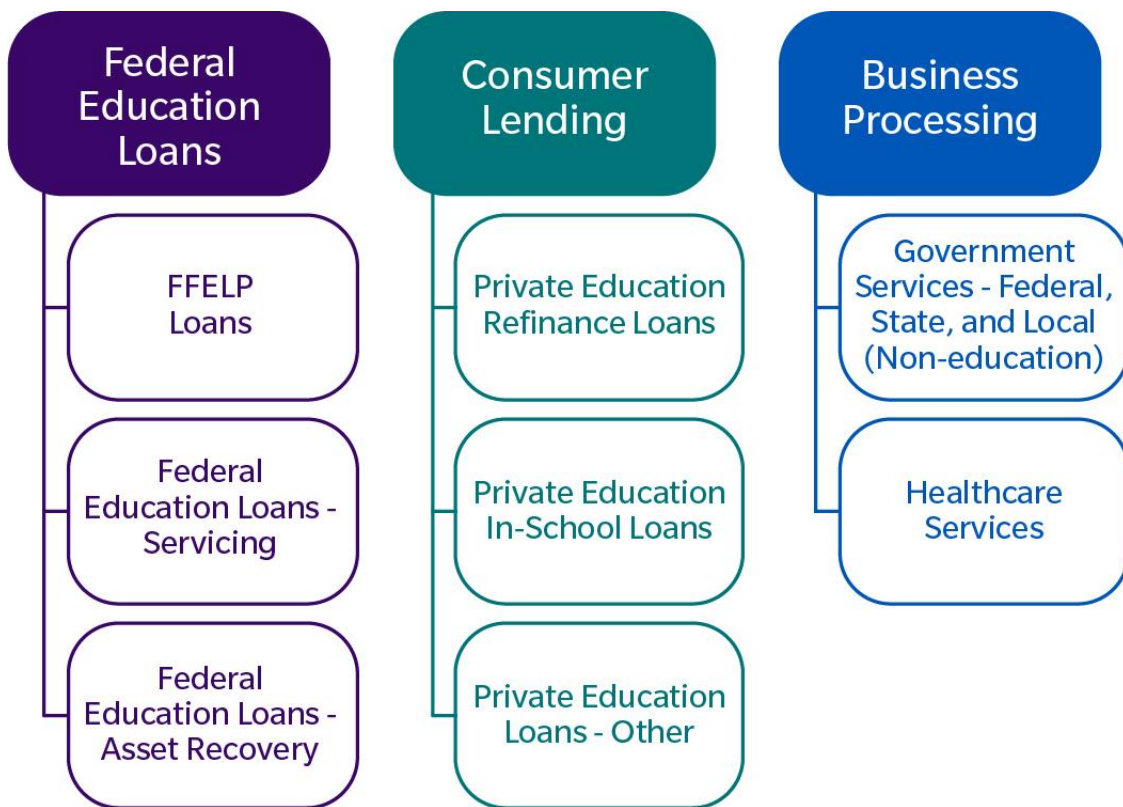 Federal
Education
Loans
FFELP
Loans
Federal
Education Loans -
Servicing
Federal
Education Loans -
Asset Recovery
Consumer
Lending
Private Education
Refinance Loans
Private Education
In-School Loans
Private Education
Loans - Other
Business
Processing
Government
Services - Federal,
State, and Local
(Non-education)
Healthcare
Services